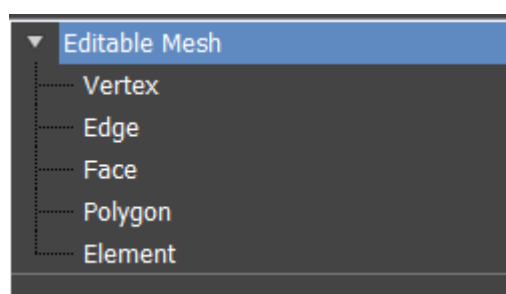 Editable Mesh
Vertex
Edge
Face
Polygon
Element